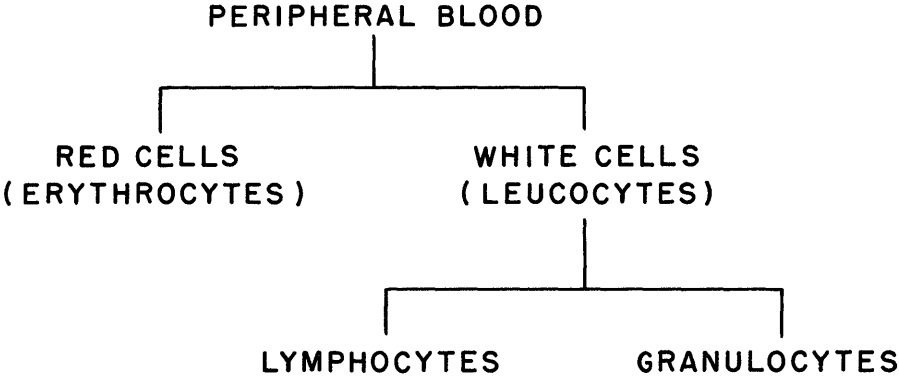 PERIPHERAL BLOOD
RED CELLS
(ERYTHROCYTES)
WHITE CELLS
(LEUCOCYTES)
LYMPHOCYTES
GRANULOCYTES